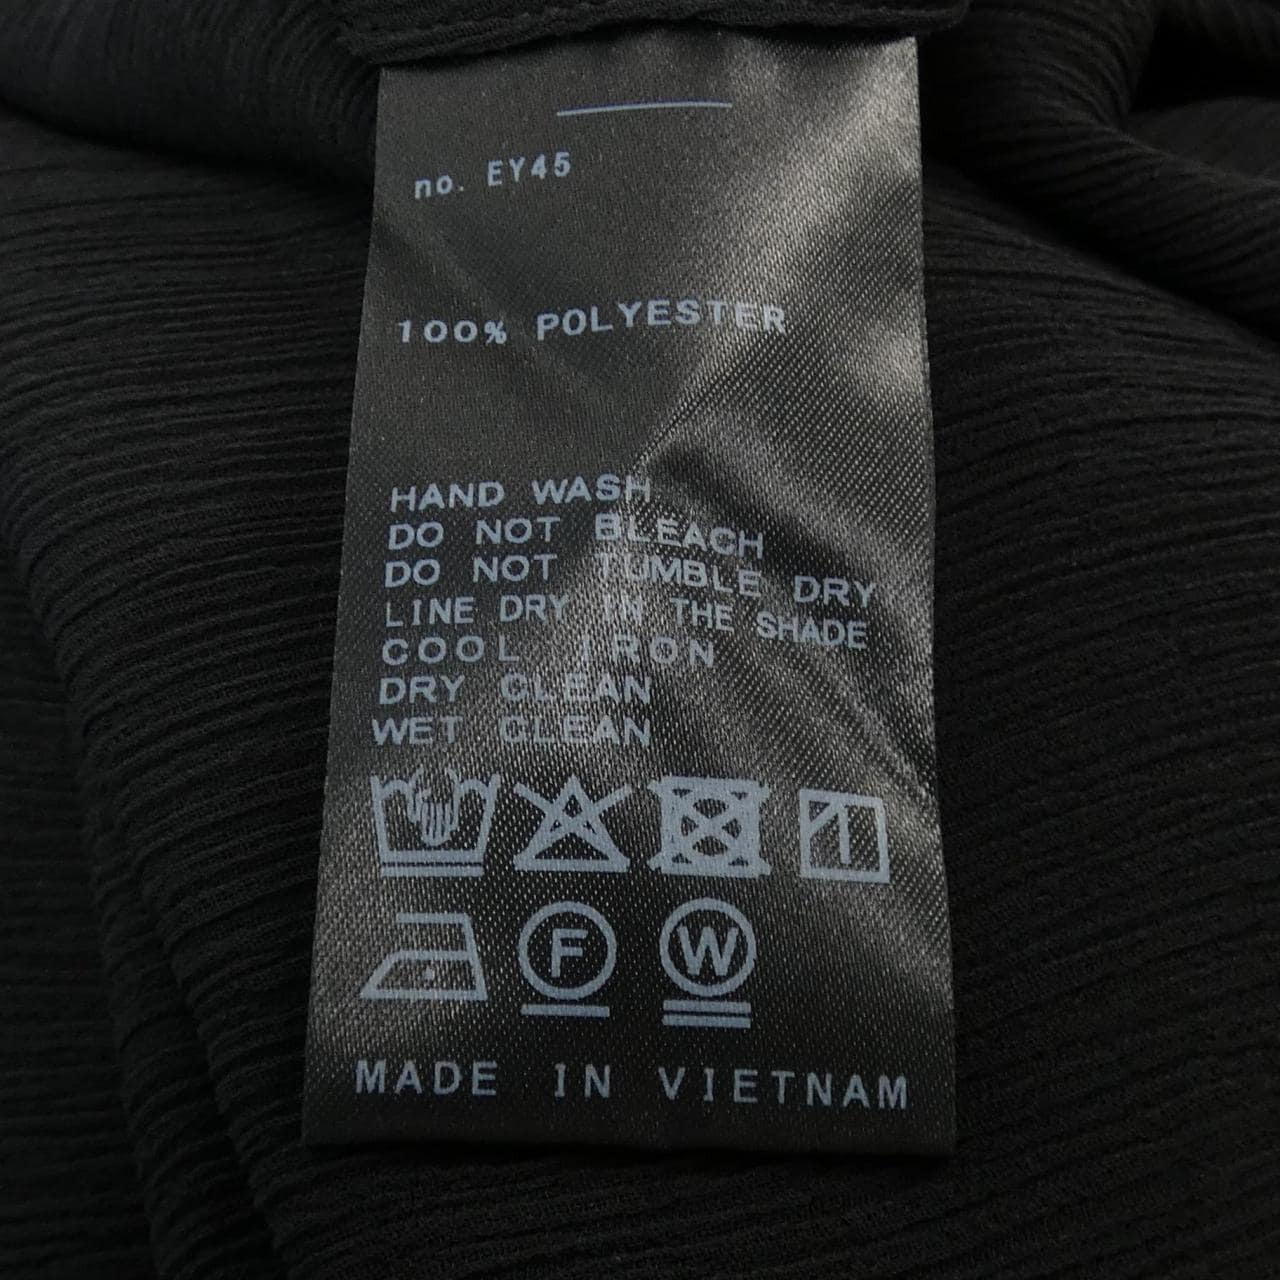 no. EY45
100% POLYESTER
HAND WASH
DO NOT BLEACH
DO NOT TUMBLE DRY
LINE DRY IN THE SHADE
COOL IRON
DRY CLEAN
WET CLEAN
F W
MADE IN VIETNAM